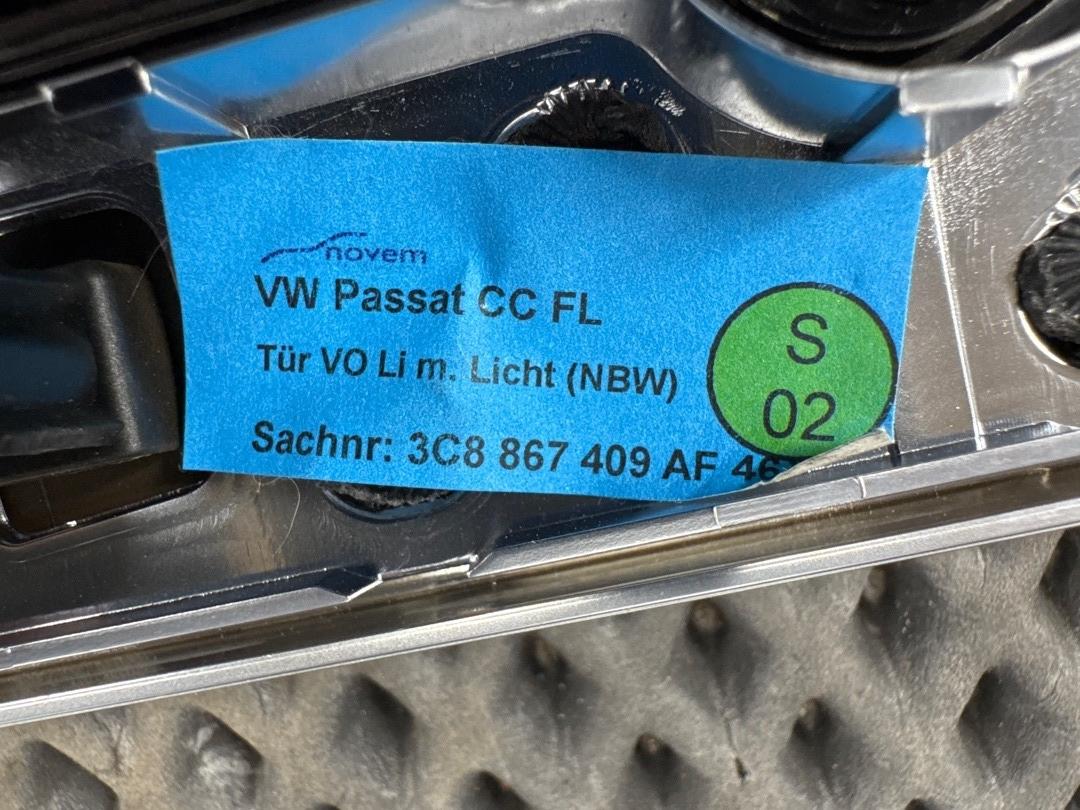 novem
VW Passat CC FL
Tür VO Li m. Licht (NBW)
Sachnr: 3C8 867 409 AF
S
02